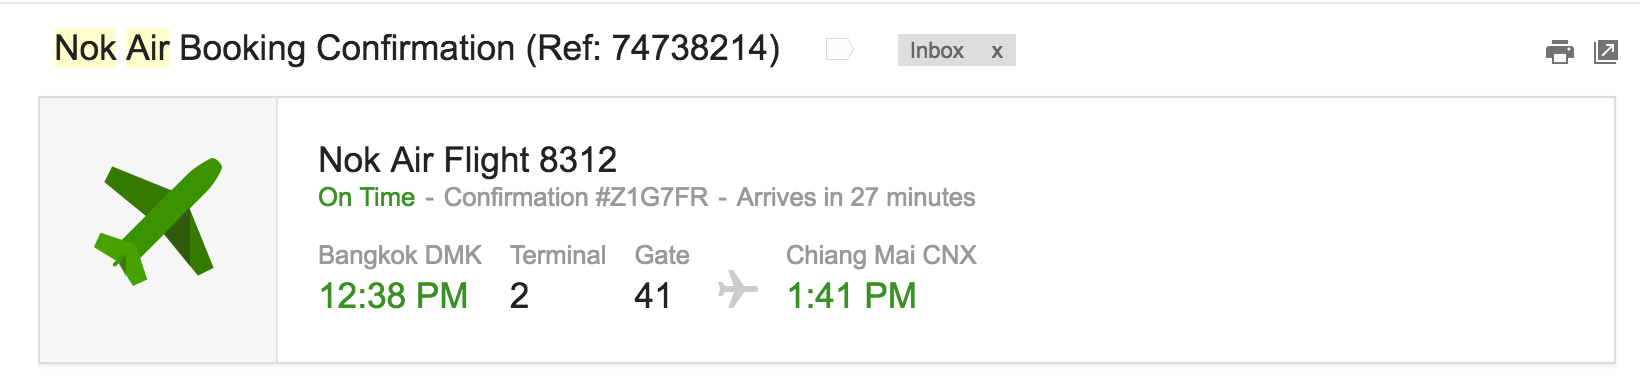 Nok Air Booking Confirmation (Ref: 74738214)
Inbox x
Nok Air Flight 8312
On Time - Confirmation #Z1G7FR - Arrives in 27 minutes
Bangkok DMK Terminal Gate Chiang Mai CNX
12:38 PM 2 41 1:41 PM